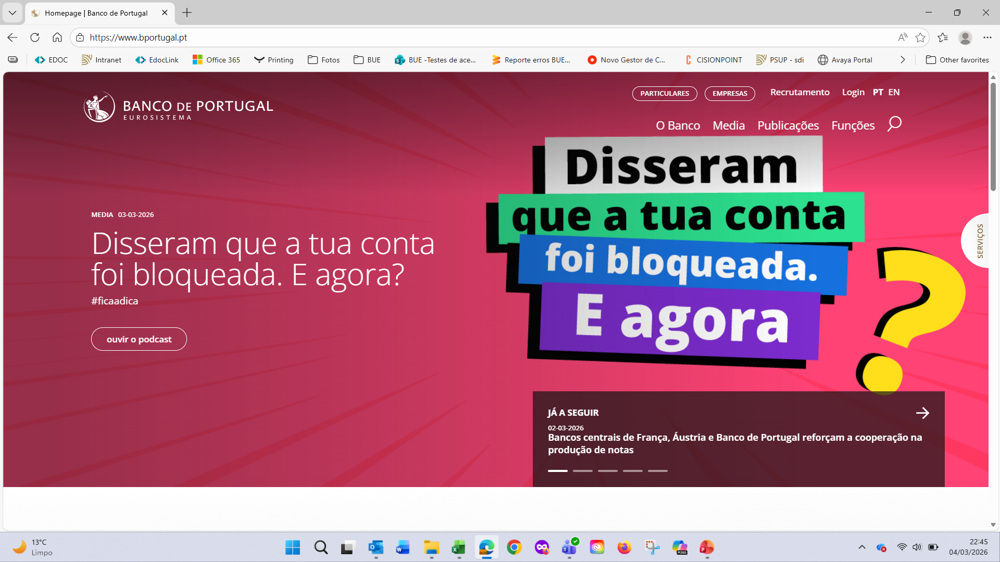 Homepage | Banco de Portugal
https://www.bportugal.pt
EDOC
Intranet
EdocLink
Office 365
Printing
Fotos
BUE
BUE -Testes de ace...
Reporte erros BUE...
Novo Gestor de C...
CISIONPOINT
PSUP - sdi
Avaya Portal
Other favorites
BANCO DE PORTUGAL
EUROSISTEMA
PARTICULARES
EMPRESAS
Recrutamento
Login
PT EN
O Banco
Media
Publicações
Funções
MEDIA 03-03-2026
Disseram que a tua conta
foi bloqueada. E agora?
#ficaadica
ouvir o podcast
Disseram
que a tua conta
foi bloqueada.
E agora
?
SERVIÇOS
JÁ A SEGUIR
02-03-2026
Bancos centrais de França, Áustria e Banco de Portugal reforçam a cooperação na
produção de notas
13°C
Limpo
22:45
04/03/2026